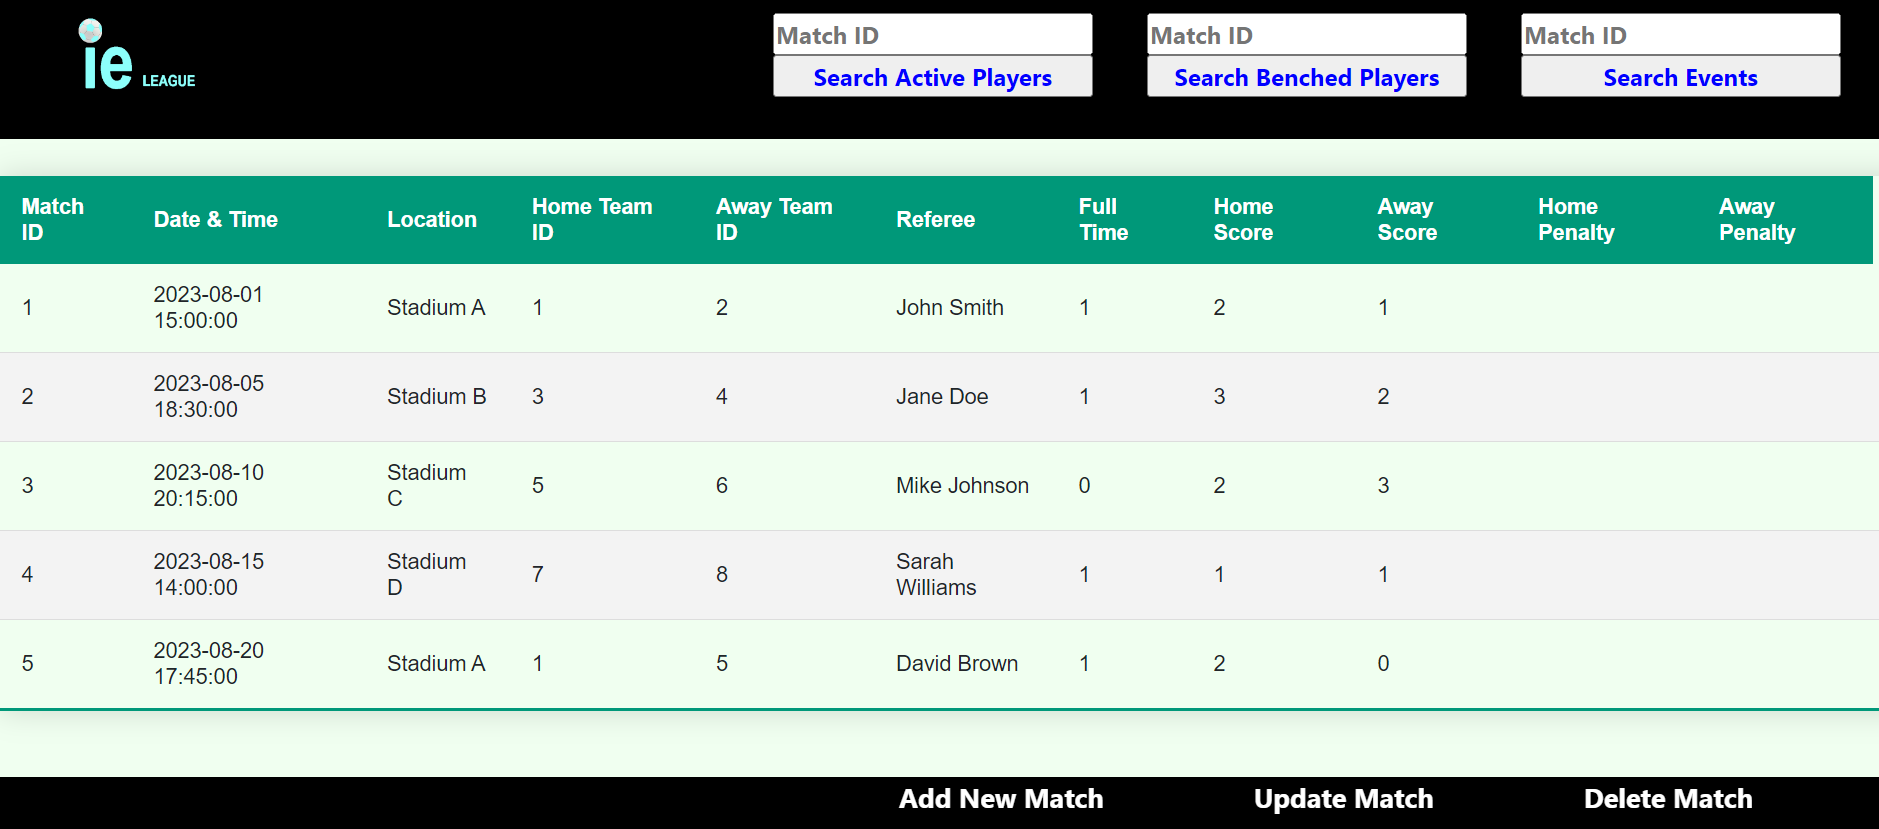 ie LEAGUE
Match ID Match ID Match ID
Search Active Players Search Benched Players Search Events
Match ID Date & Time Location Home Team ID Away Team ID Referee Full Time Home Score Away Score Home Penalty Away Penalty
1 2023-08-01 15:00:00 Stadium A 1 2 John Smith 1 2 1
2 2023-08-05 18:30:00 Stadium B 3 4 Jane Doe 1 3 2
3 2023-08-10 20:15:00 Stadium C 5 6 Mike Johnson 0 2 3
4 2023-08-15 14:00:00 Stadium D 7 8 Sarah Williams 1 1 1
5 2023-08-20 17:45:00 Stadium A 1 5 David Brown 1 2 0
Add New Match Update Match Delete Match